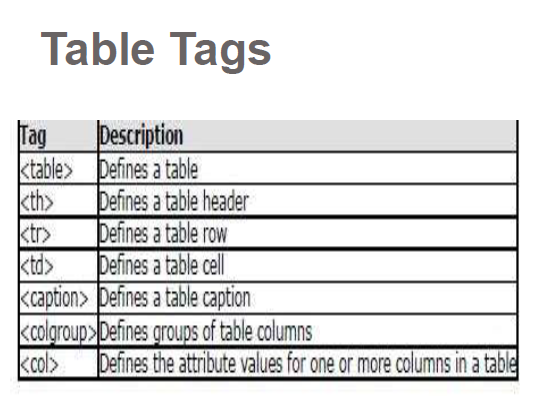 Table Tags
Tag Description
<table> Defines a table
<th> Defines a table header
<tr> Defines a table row
<td> Defines a table cell
<caption> Defines a table caption
<colgroup> Defines groups of table columns
<col> Defines the attribute values for one or more columns in a table